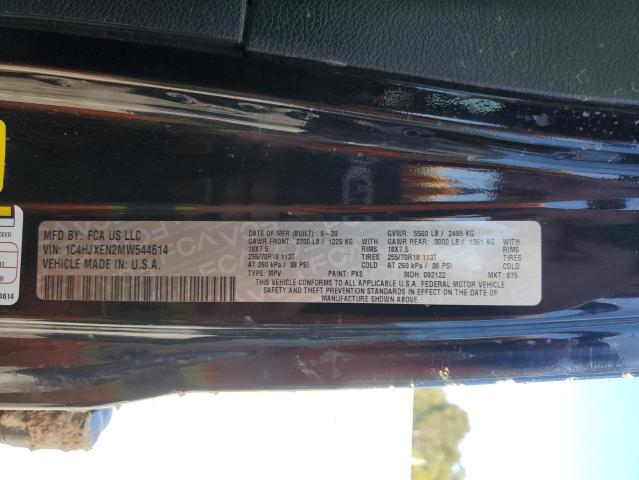 MFD BY: FCA US LLC
VIN: 1C4HJXEN2MW544614
VEHICLE MADE IN: U.S.A.
DATE OF MFR (BUILT): 9-20 GVWR: 5500 LB / 2495 KG
GAWR FRONT: 2700 LB / 1225 KG RIMS GAWR REAR: 3000 LB / 1361 KG RIMS
18X7.5 TIRES 18X7.5 TIRES
255/70R18 113T COLD 255/70R18 113T COLD
AT 260 kPa / 38 PSI AT 260 kPa / 38 PSI
TYPE: MPV PAINT: PX8 MDH: 092122 MKT: 875
THIS VEHICLE CONFORMS TO ALL APPLICABLE U.S.A. FEDERAL MOTOR VEHICLE
SAFETY AND THEFT PREVENTION STANDARDS IN EFFECT ON THE DATE OF
MANUFACTURE SHOWN ABOVE.
4614